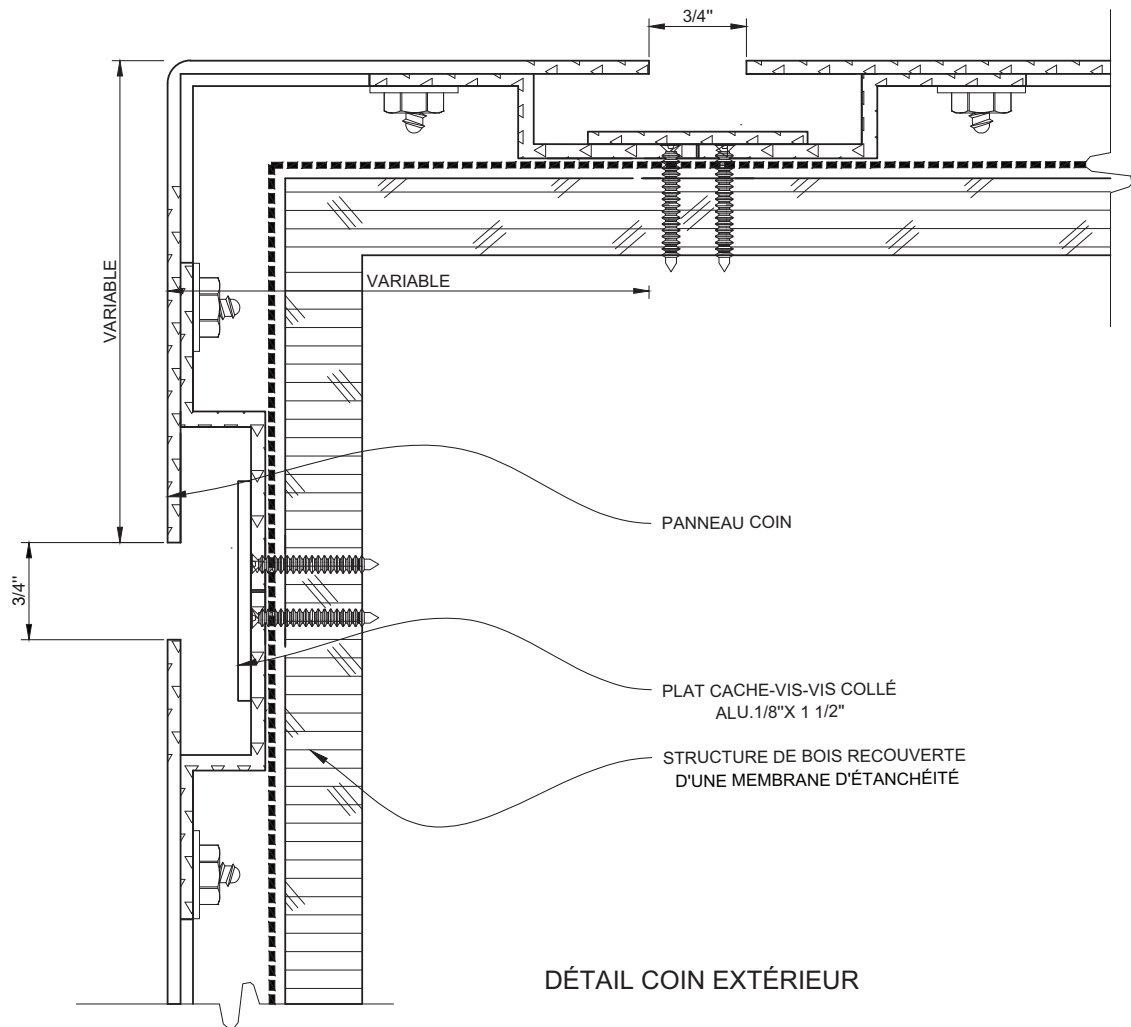 3/4"
VARIABLE
VARIABLE
PANNEAU COIN
3/4"
PLAT CACHE-VIS-VIS COLLÉ
ALU.1/8"X 1 1/2"
STRUCTURE DE BOIS RECOUVERTE
D'UNE MEMBRANE D'ÉTANCHÉITÉ
DÉTAIL COIN EXTÉRIEUR